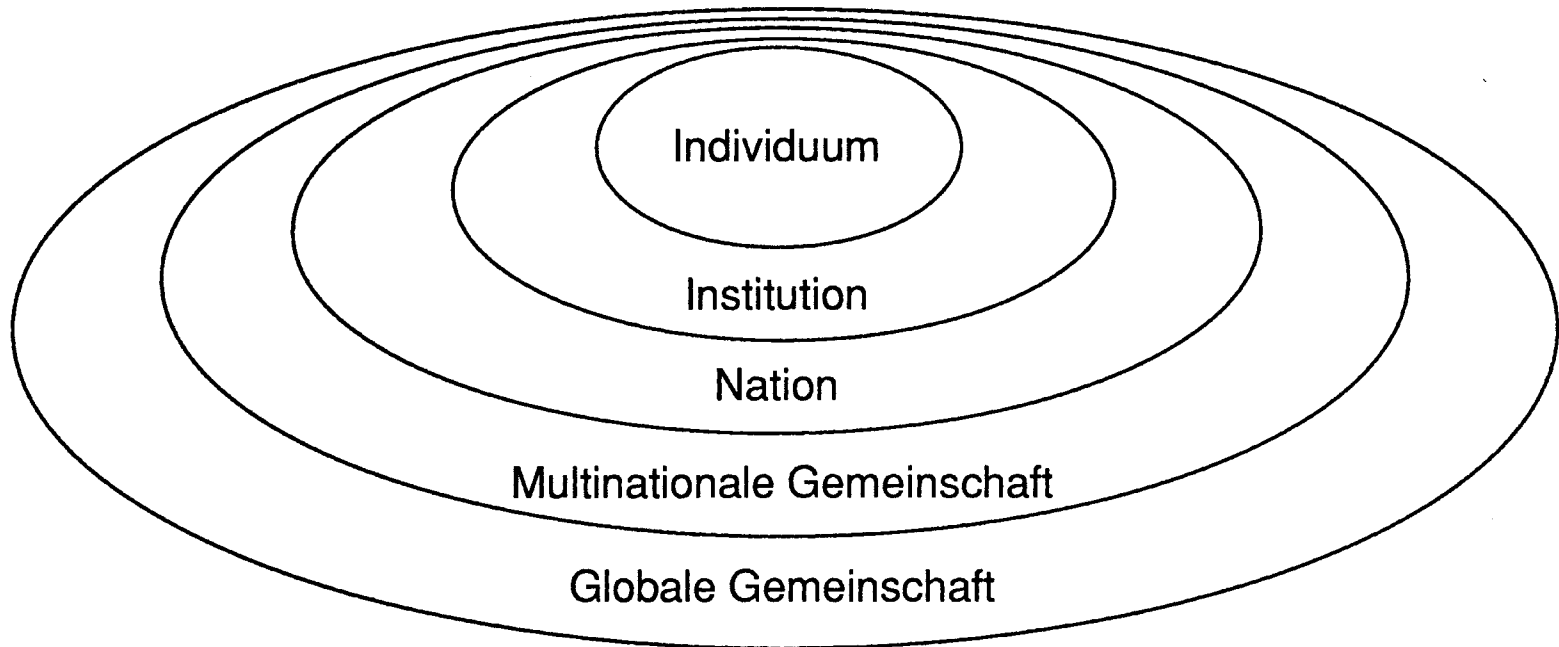 Individuum
Institution
Nation
Multinationale Gemeinschaft
Globale Gemeinschaft